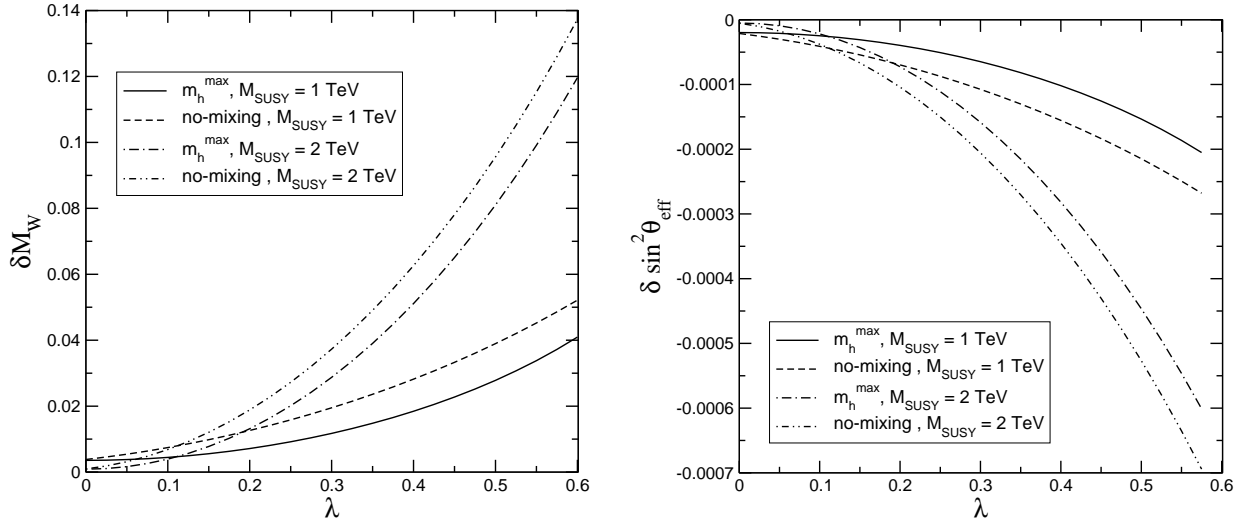 0.14
0.12
0.1
0.08
0.06
0.04
0.02
0
δM_W
m_h^max, M_SUSY = 1 TeV
no-mixing , M_SUSY = 1 TeV
m_h^max, M_SUSY = 2 TeV
no-mixing , M_SUSY = 2 TeV
0 0.1 0.2 0.3 0.4 0.5 0.6
λ
0
-0.0001
-0.0002
-0.0003
-0.0004
-0.0005
-0.0006
-0.0007
δ sin^2θ_eff
m_h^max, M_SUSY = 1 TeV
no-mixing , M_SUSY = 1 TeV
m_h^max, M_SUSY = 2 TeV
no-mixing , M_SUSY = 2 TeV
0 0.1 0.2 0.3 0.4 0.5 0.6
λ